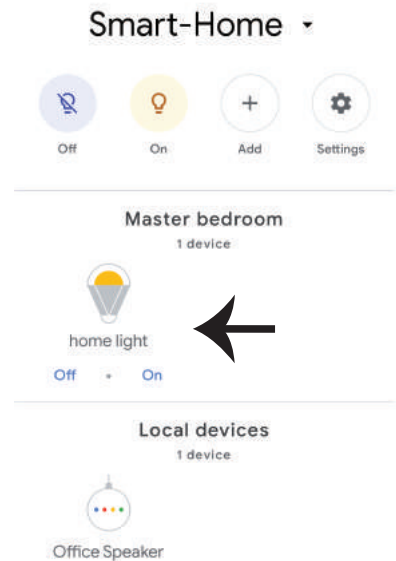 Smart-Home
Off On Add Settings
Master bedroom
1 device
home light
Off • On
Local devices
1 device
Office Speaker